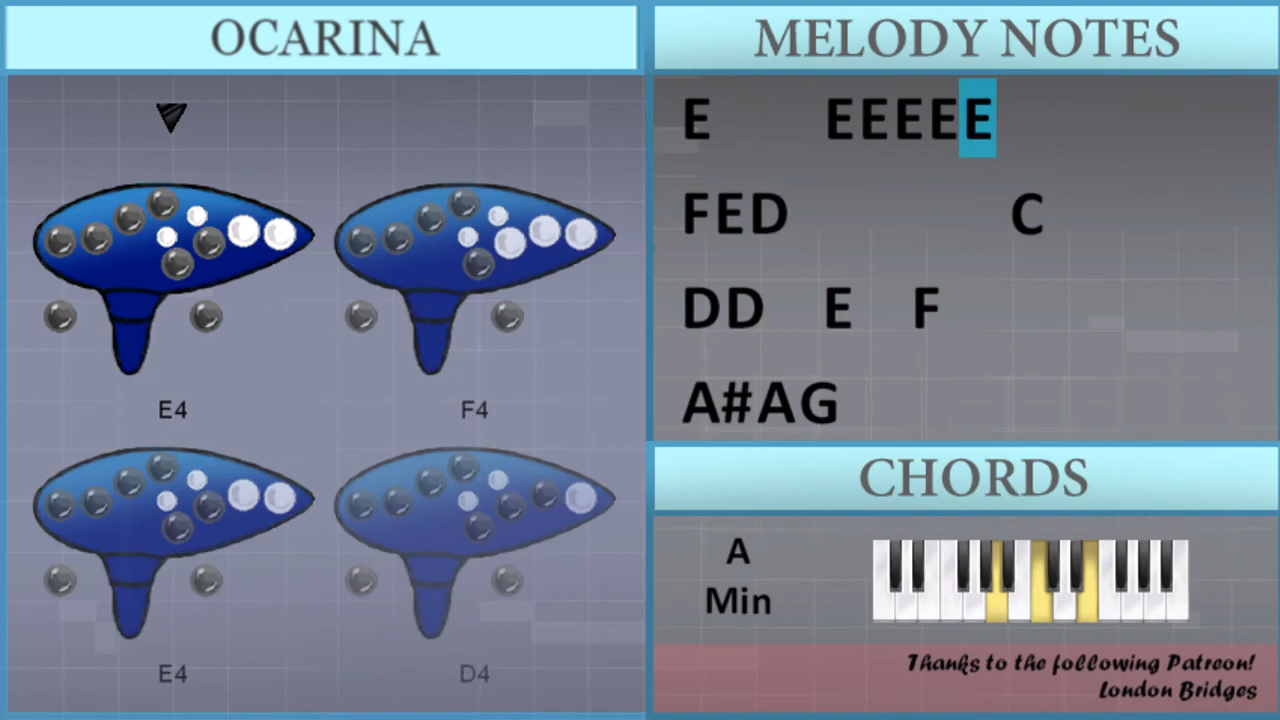 OCARINA
E4
F4
E4
D4
MELODY NOTES
E EEEEE
FED C
DD E F
A#AG
CHORDS
A
Min
Thanks to the following Patreon!
London Bridges